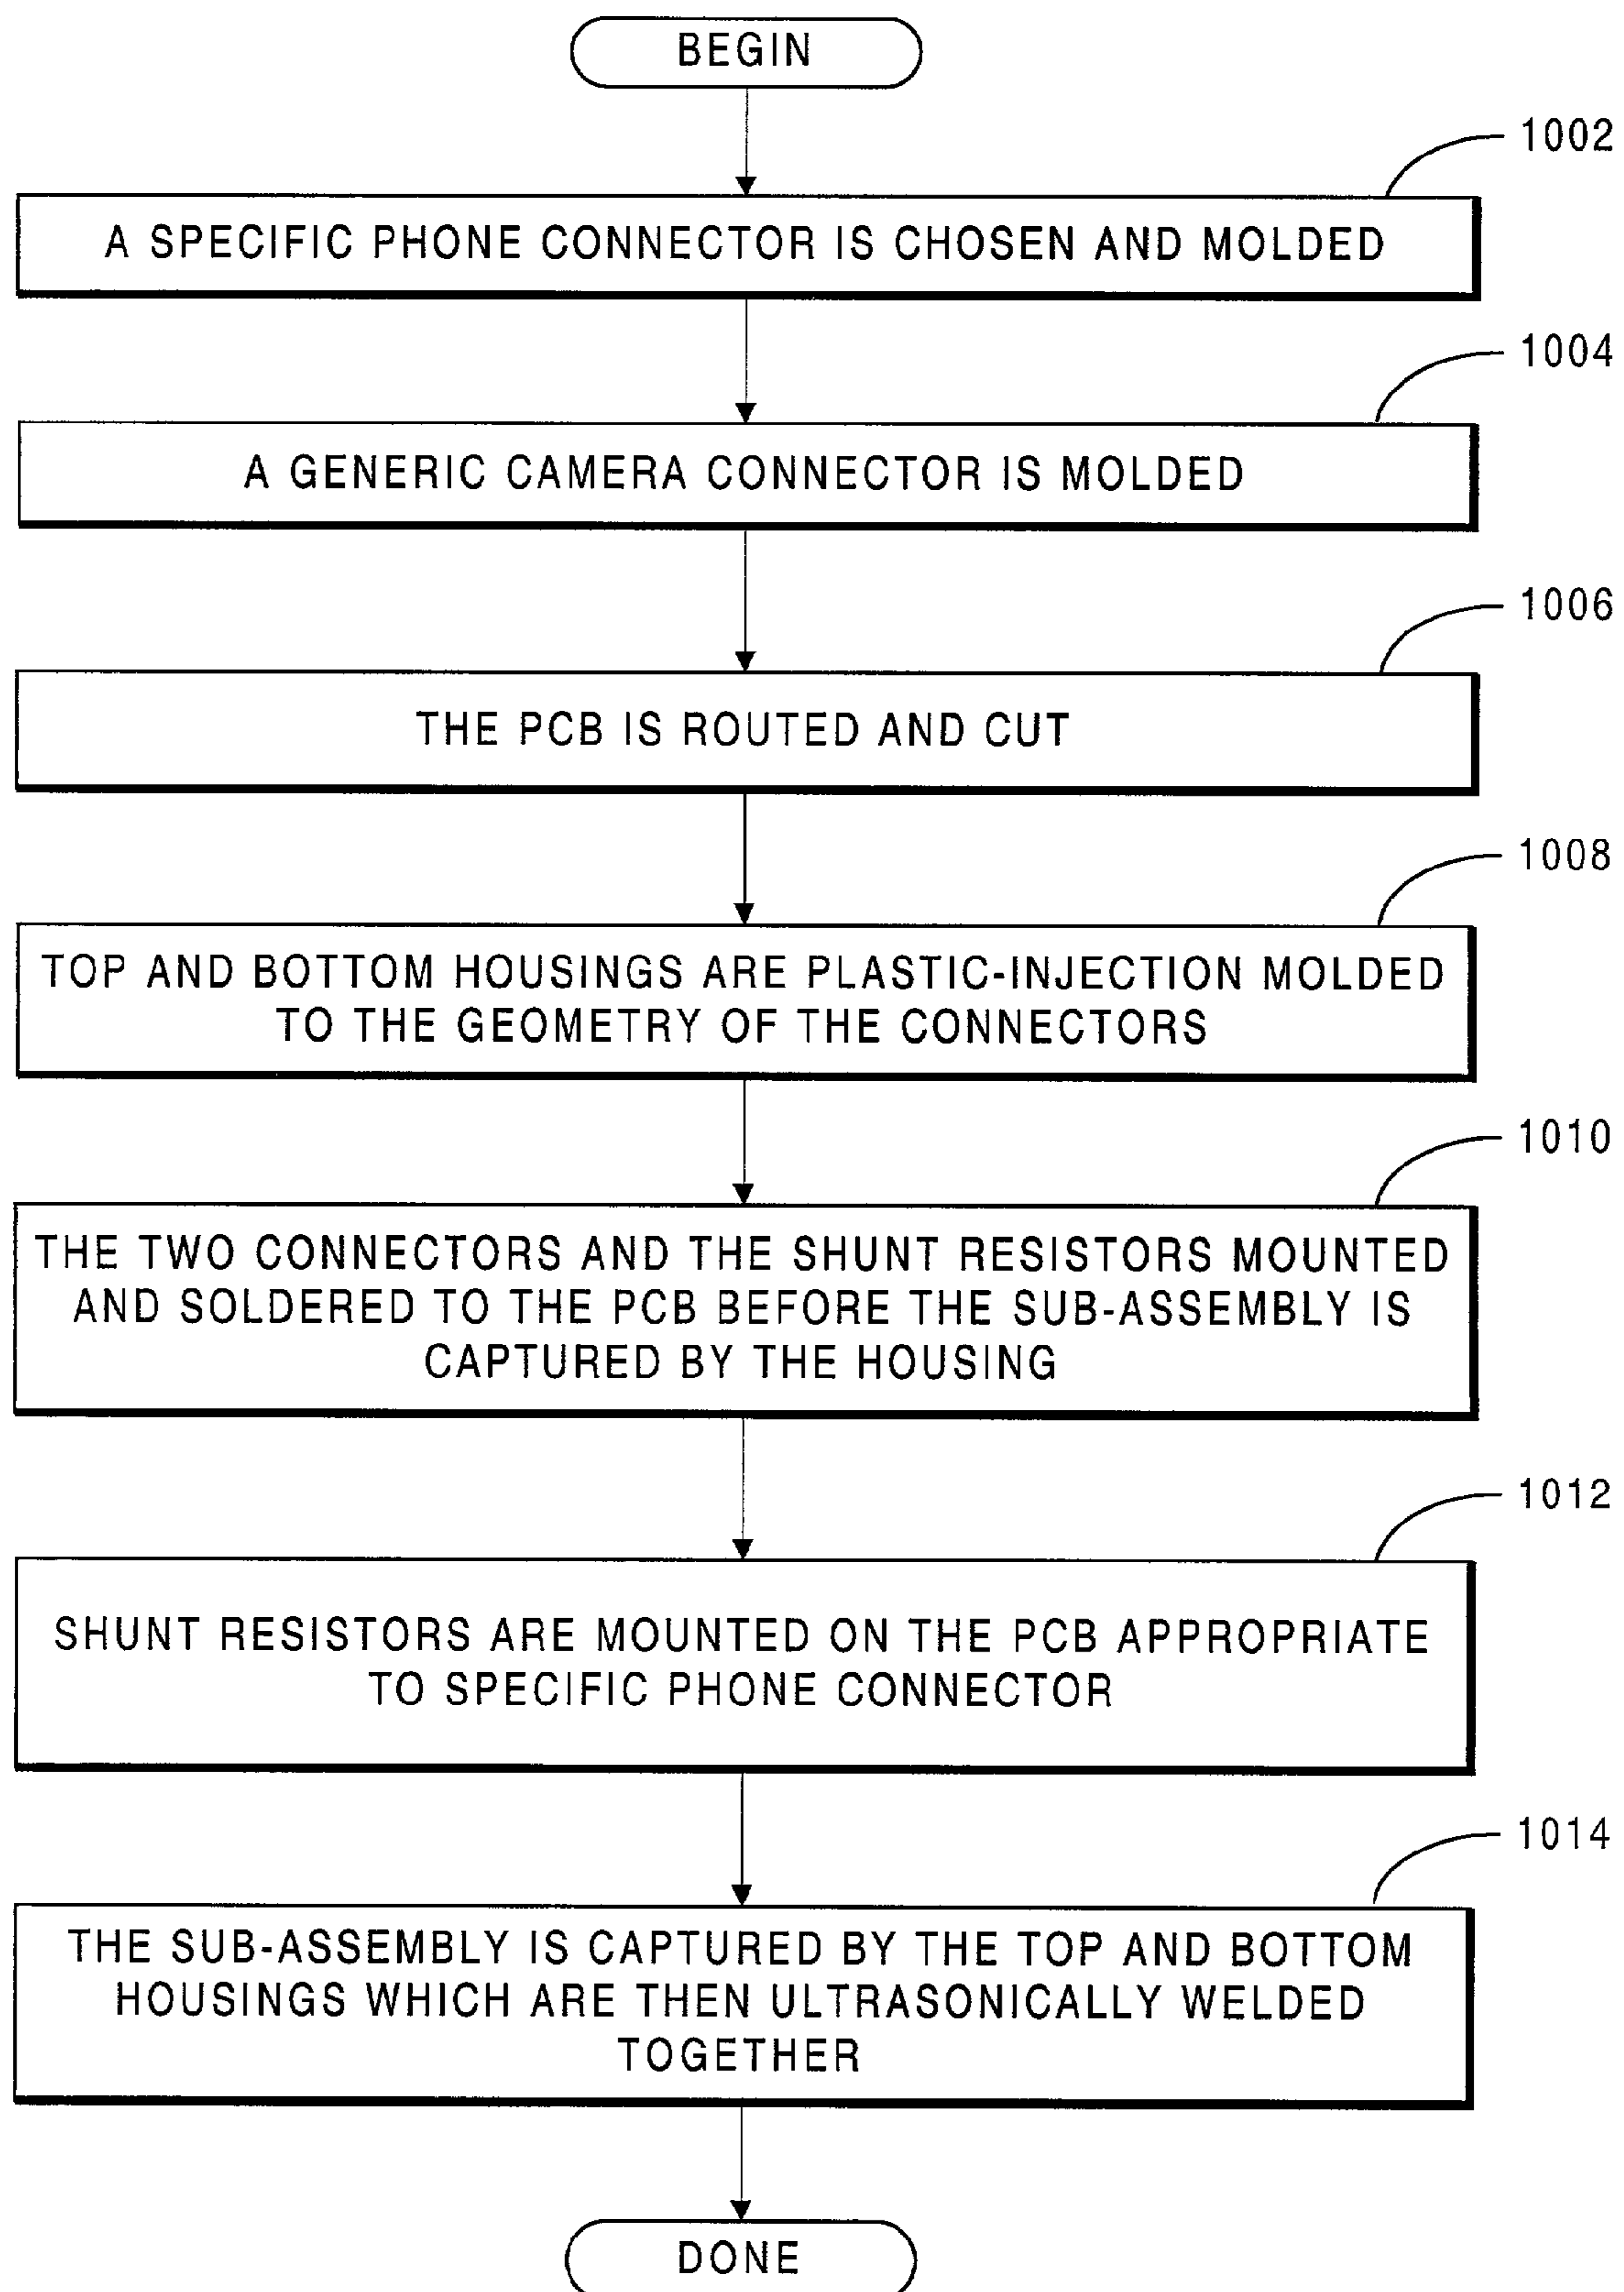 BEGIN
1002
A SPECIFIC PHONE CONNECTOR IS CHOSEN AND MOLDED
1004
A GENERIC CAMERA CONNECTOR IS MOLDED
1006
THE PCB IS ROUTED AND CUT
1008
TOP AND BOTTOM HOUSINGS ARE PLASTIC-INJECTION MOLDED
TO THE GEOMETRY OF THE CONNECTORS
1010
THE TWO CONNECTORS AND THE SHUNT RESISTORS MOUNTED
AND SOLDERED TO THE PCB BEFORE THE SUB-ASSEMBLY IS
CAPTURED BY THE HOUSING
1012
SHUNT RESISTORS ARE MOUNTED ON THE PCB APPROPRIATE
TO SPECIFIC PHONE CONNECTOR
1014
THE SUB-ASSEMBLY IS CAPTURED BY THE TOP AND BOTTOM
HOUSINGS WHICH ARE THEN ULTRASONICALLY WELDED
TOGETHER
DONE